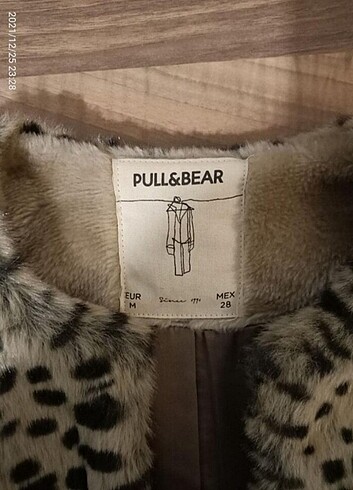 2021/12/25 23:28
PULL&BEAR
EUR
M
Since 1991
MEX
28